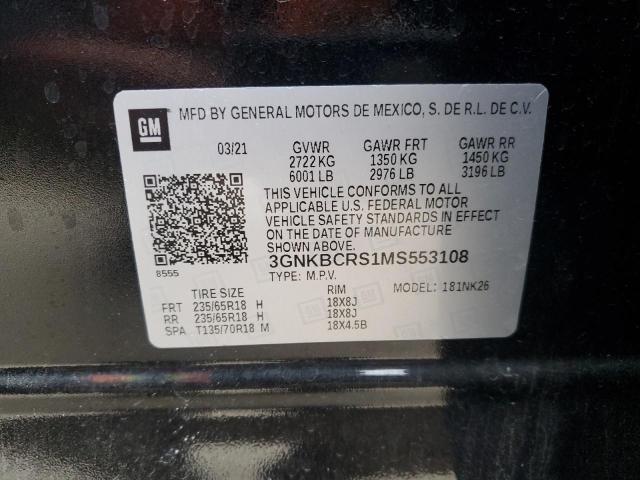 GM
MFD BY GENERAL MOTORS DE MEXICO, S. DE R.L. DE C.V.
03/21 GVWR GAWR FRT GAWR RR
2722 KG 1350 KG 1450 KG
6001 LB 2976 LB 3196 LB
THIS VEHICLE CONFORMS TO ALL
APPLICABLE U.S. FEDERAL MOTOR
VEHICLE SAFETY STANDARDS IN EFFECT
ON THE DATE OF MANUFACTURE
SHOWN ABOVE.
8555 3GNKBCRS1MS553108
TYPE: M.P.V. MODEL: 181NK26
TIRE SIZE RIM
FRT 235/65R18 H 18X8J
RR 235/65R18 H 18X8J
SPA T135/70R18 M 18X4.5B